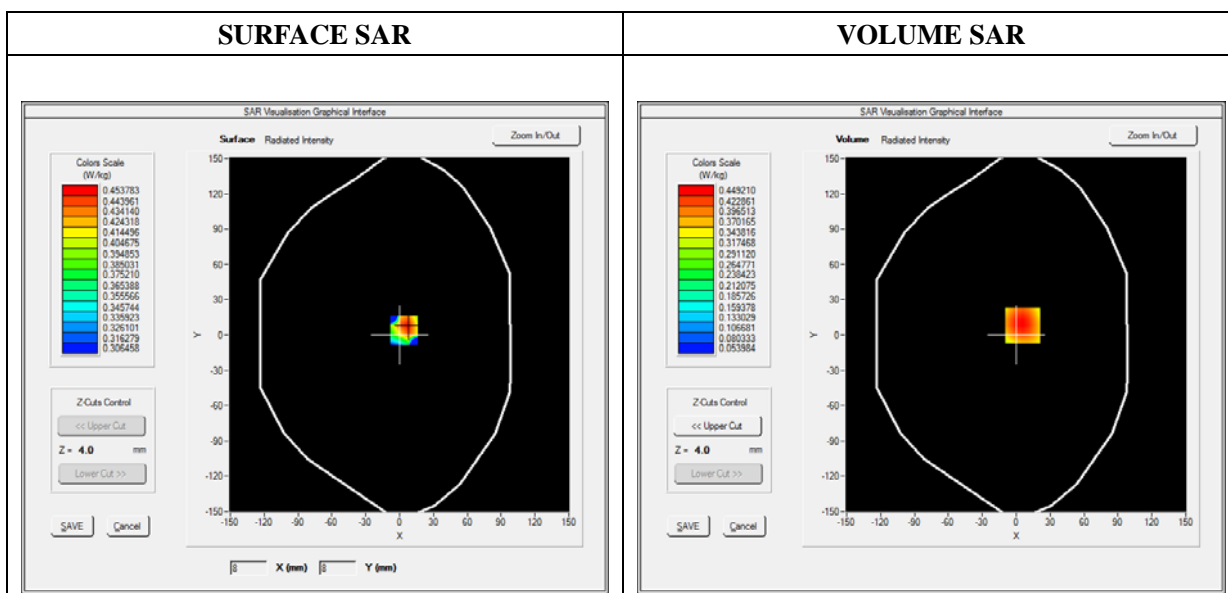 SURFACE SAR
VOLUME SAR
SAR Visualisation Graphical Interface
Surface Radiated Intensity
Zoom In/Out
Colors Scale
(W/kg)
0.453783
0.443961
0.434140
0.424318
0.414496
0.404675
0.394853
0.385031
0.375210
0.365388
0.355566
0.345744
0.335923
0.326101
0.316279
0.306458
Z-Cuts Control
<< Upper Cut
Z = 4.0 mm
Lower Cut >>
SAVE Cancel
150
120
90
60
30
0
-30
-60
-90
-120
-150
Y
-150 -120 -90 -60 -30 0 30 60 90 120 150
X
8 X (mm) 8 Y (mm)
SAR Visualisation Graphical Interface
Volume Radiated Intensity
Zoom In/Out
Colors Scale
(W/kg)
0.449210
0.422861
0.396513
0.370165
0.343816
0.317468
0.291120
0.264771
0.238423
0.212075
0.185726
0.159378
0.133029
0.106681
0.080333
0.053984
Z-Cuts Control
<< Upper Cut
Z = 4.0 mm
Lower Cut >>
SAVE Cancel
150
120
90
60
30
0
-30
-60
-90
-120
-150
Y
-150 -120 -90 -60 -30 0 30 60 90 120 150
X